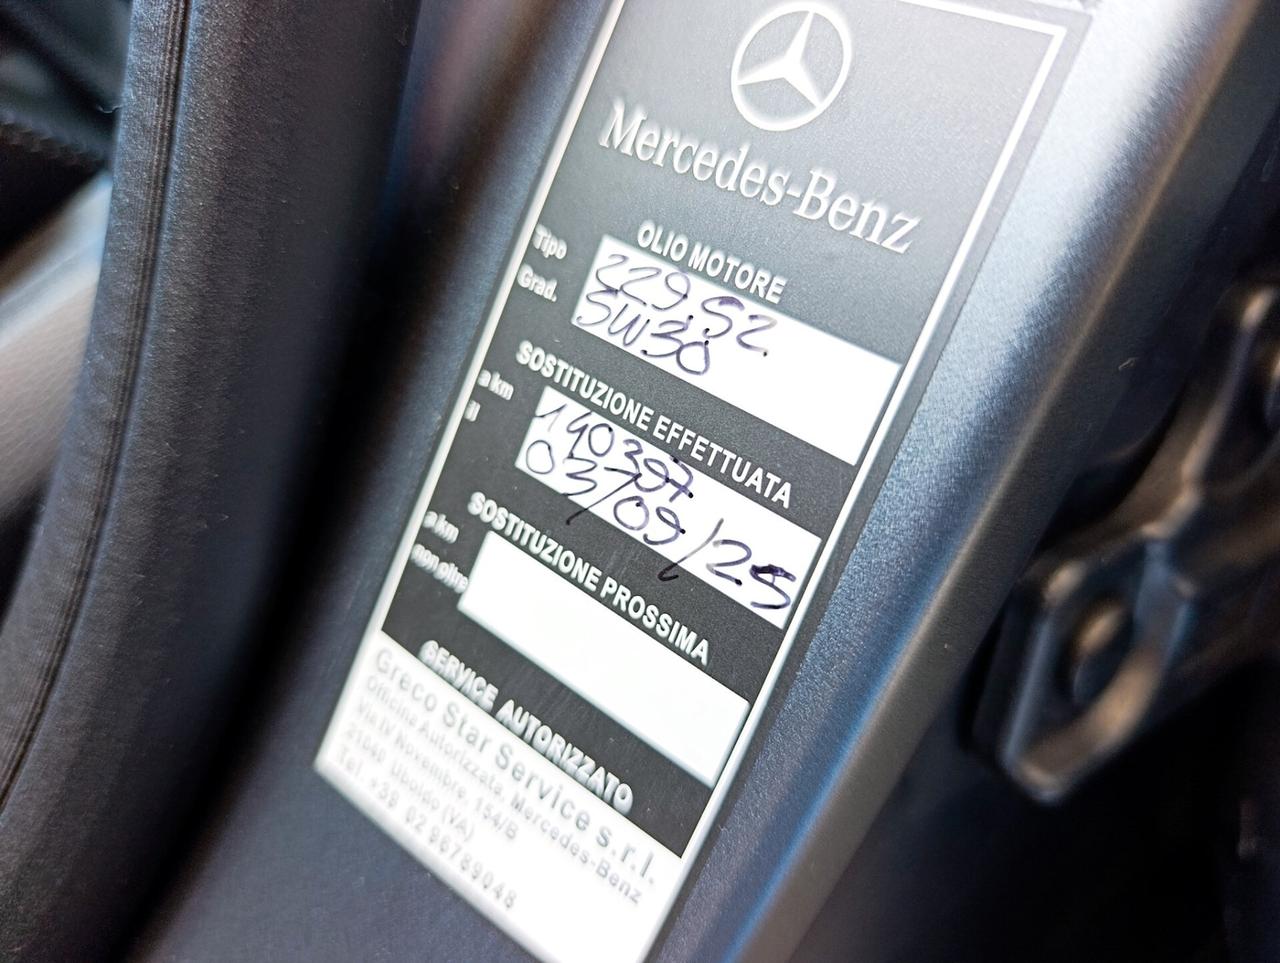 Mercedes-Benz
OLIO MOTORE
Tipo 229.52
Grad. 5W30
SOSTITUZIONE EFFETTUATA
a km 140397
il 03/09/25
SOSTITUZIONE PROSSIMA
a km
non oltre
SERVICE AUTORIZZATO
Greco Star Service s.r.l.
Officina Autorizzata Mercedes-Benz
Via IV Novembre, 154/B
21040 Uboldo (VA)
Tel. +39 02 96789048